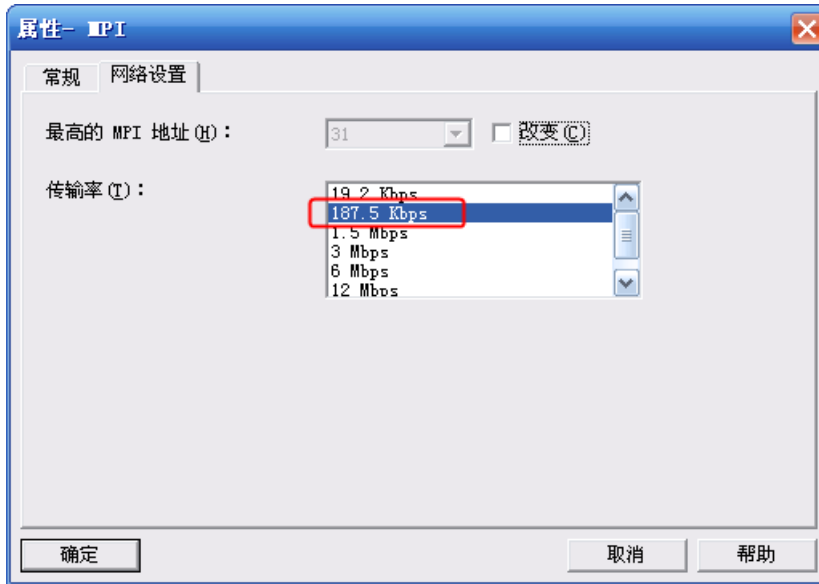 属性- MPI
常规 网络设置
最高的 MPI 地址(H)： 31 改变(C)
传输率(T)： 19.2 Kbps
187.5 Kbps
1.5 Mbps
3 Mbps
6 Mbps
12 Mbps
确定 取消 帮助